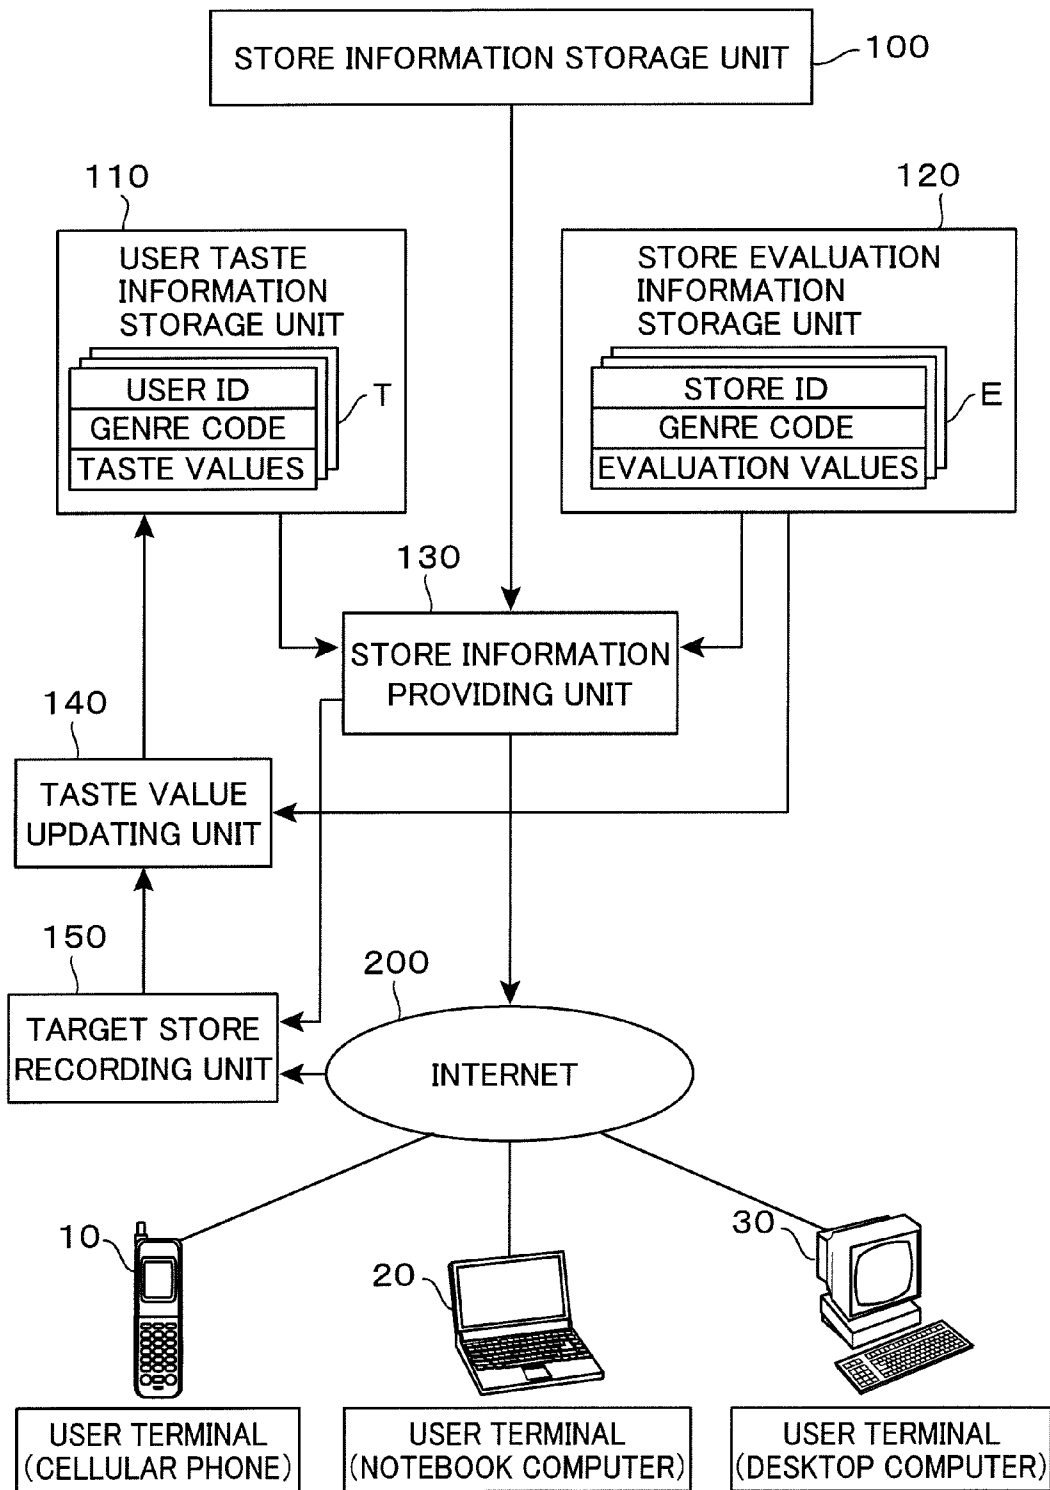 STORE INFORMATION STORAGE UNIT
100
110
USER TASTE
INFORMATION
STORAGE UNIT
USER ID
GENRE CODE
TASTE VALUES
T
120
STORE EVALUATION
INFORMATION
STORAGE UNIT
STORE ID
GENRE CODE
EVALUATION VALUES
E
130
STORE INFORMATION
PROVIDING UNIT
140
TASTE VALUE
UPDATING UNIT
150
TARGET STORE
RECORDING UNIT
200
INTERNET
10
20
30
USER TERMINAL
(CELLULAR PHONE)
USER TERMINAL
(NOTEBOOK COMPUTER)
USER TERMINAL
(DESKTOP COMPUTER)